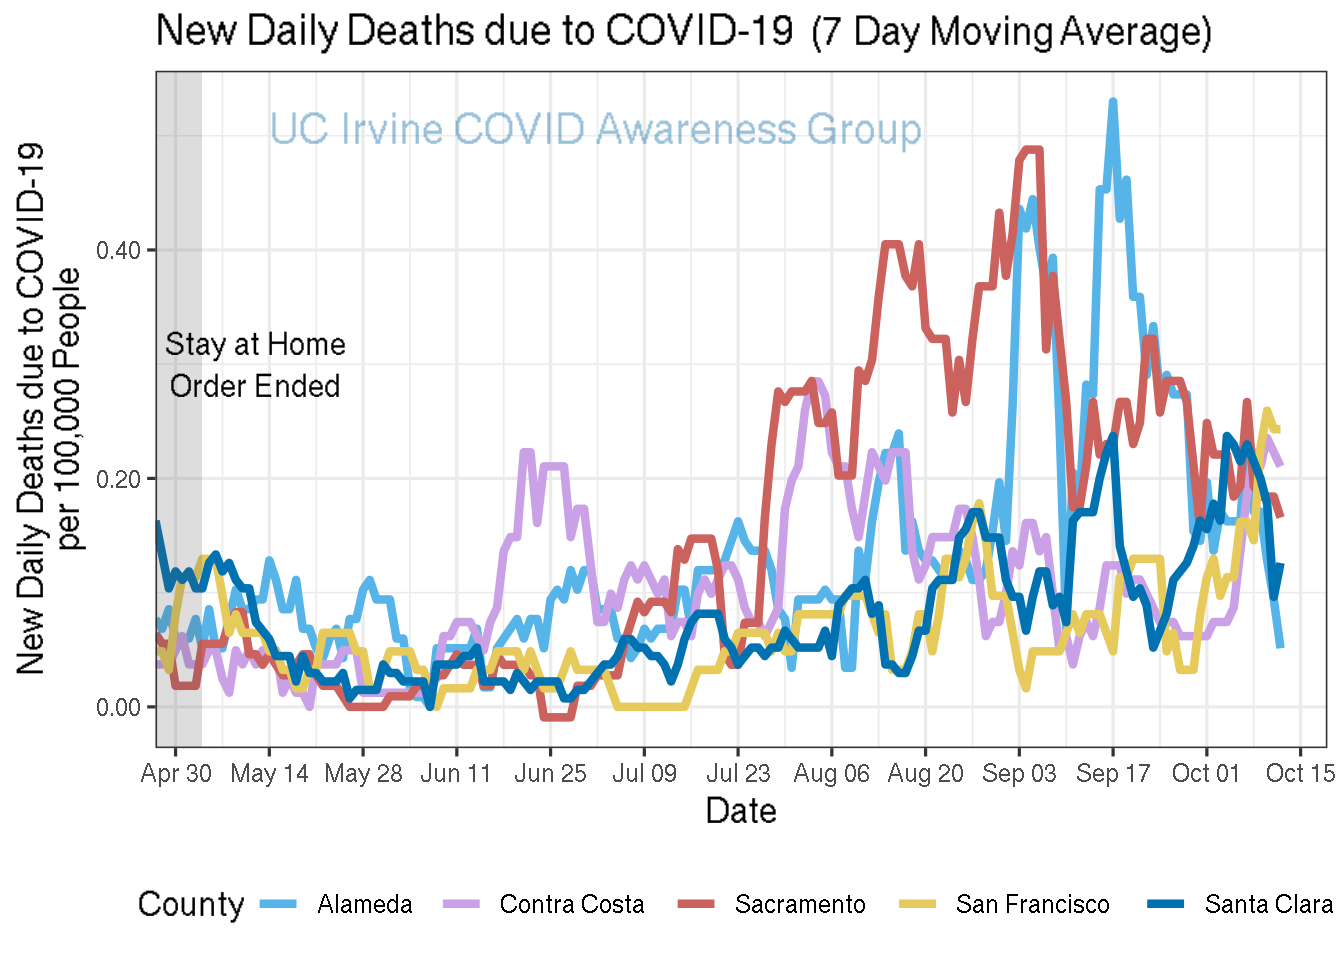 New Daily Deaths due to COVID-19 (7 Day Moving Average)
UC Irvine COVID Awareness Group
New Daily Deaths due to COVID-19
per 100,000 People
0.40
0.20
0.00
Stay at Home
Order Ended
Apr 30 May 14 May 28 Jun 11 Jun 25 Jul 09 Jul 23 Aug 06 Aug 20 Sep 03 Sep 17 Oct 01 Oct 15
Date
County Alameda Contra Costa Sacramento San Francisco Santa Clara